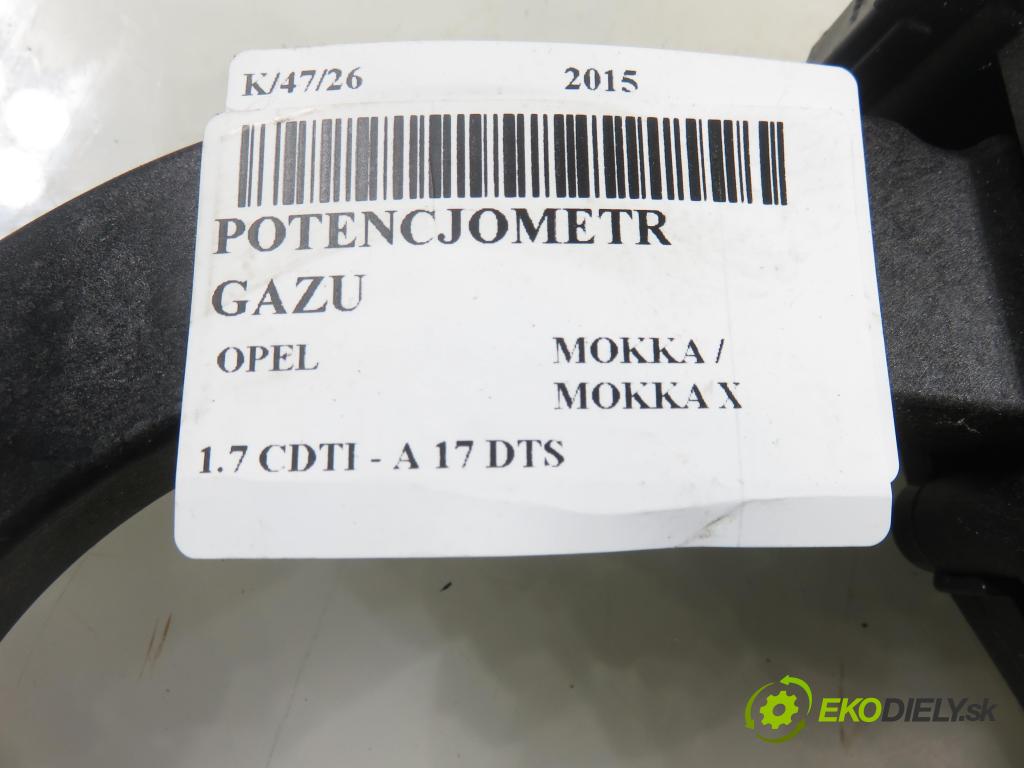 K/47/26 2015
POTENCJOMETR
GAZU
OPEL MOKKA /
MOKKA X
1.7 CDTI - A 17 DTS
EKODIELY.sk